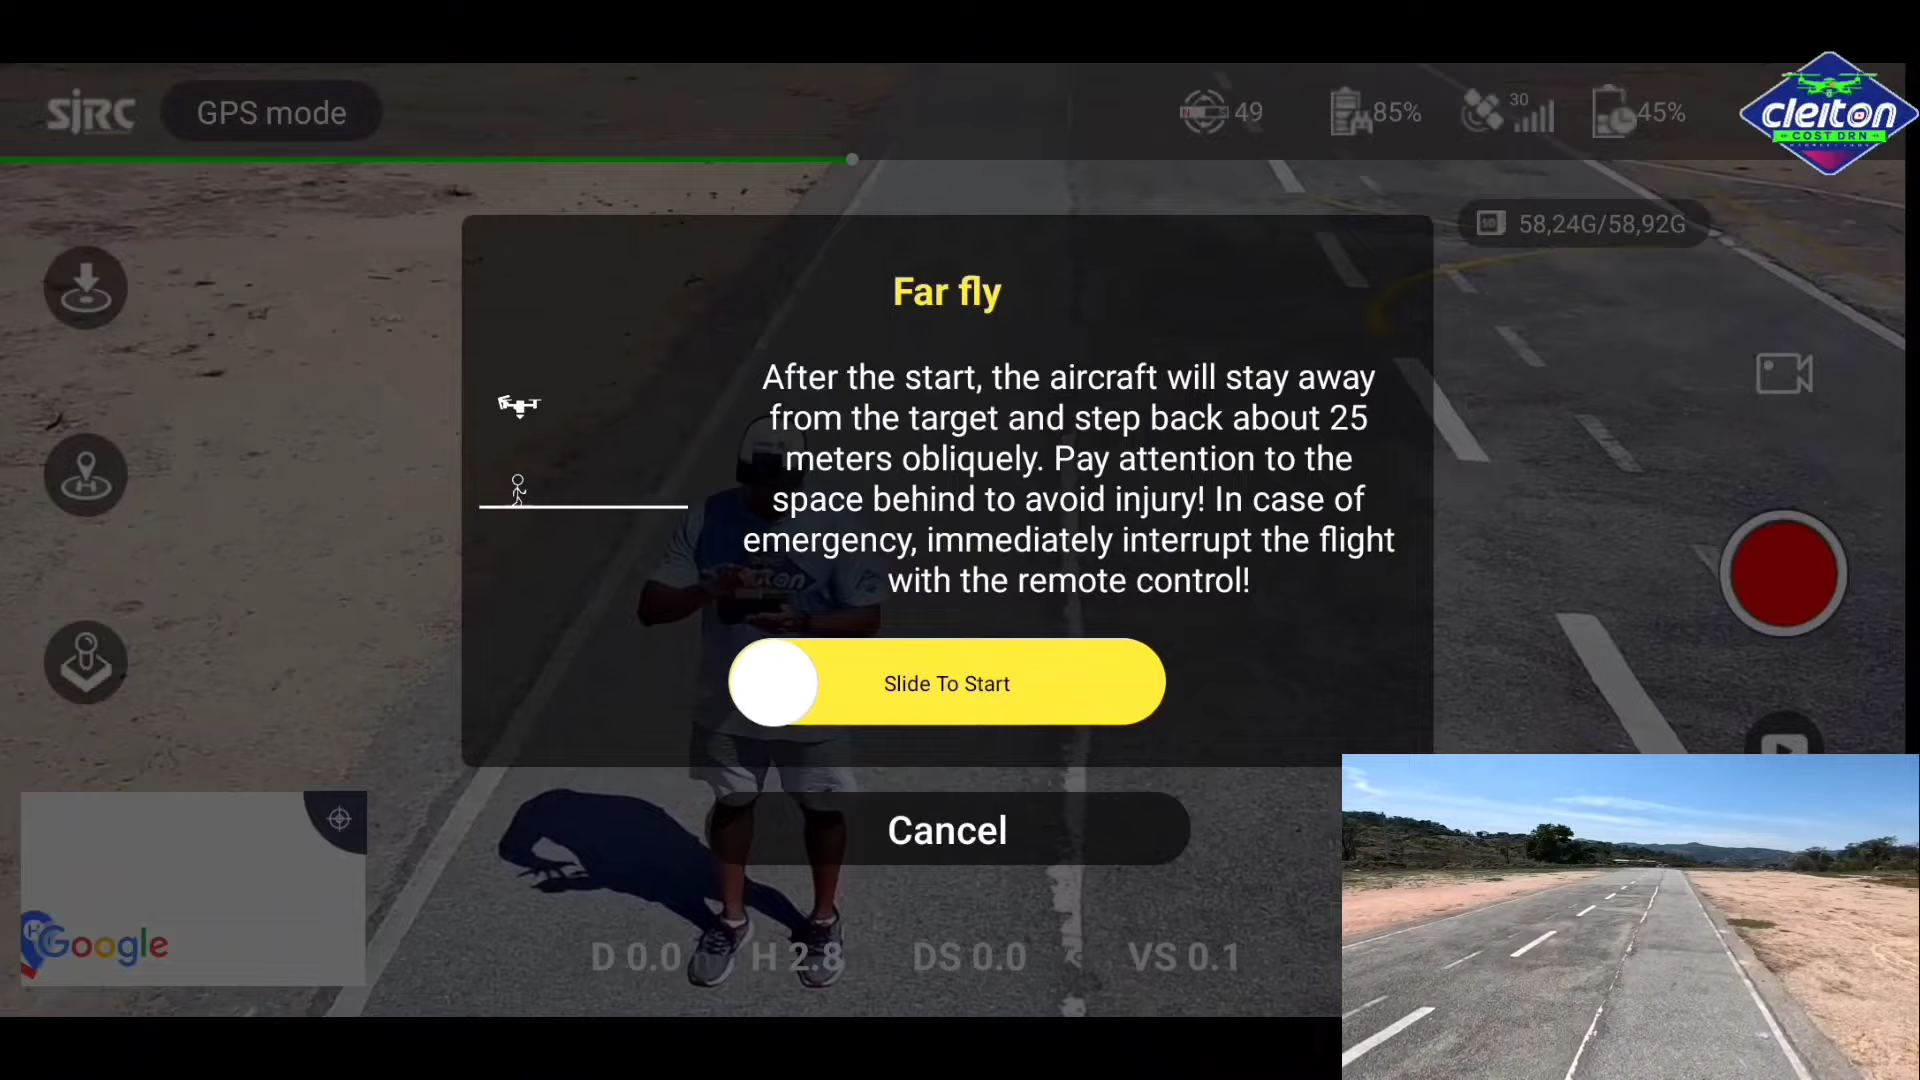 SJRC
GPS mode
49
85%
30
45%
cleiton
COST DRN
58,24G/58,92G
SD
Far fly
After the start, the aircraft will stay away
from the target and step back about 25
meters obliquely. Pay attention to the
space behind to avoid injury! In case of
emergency, immediately interrupt the flight
with the remote control!
Slide To Start
Cancel
H
Google
D 0.0
H 2.8
DS 0.0
VS 0.1